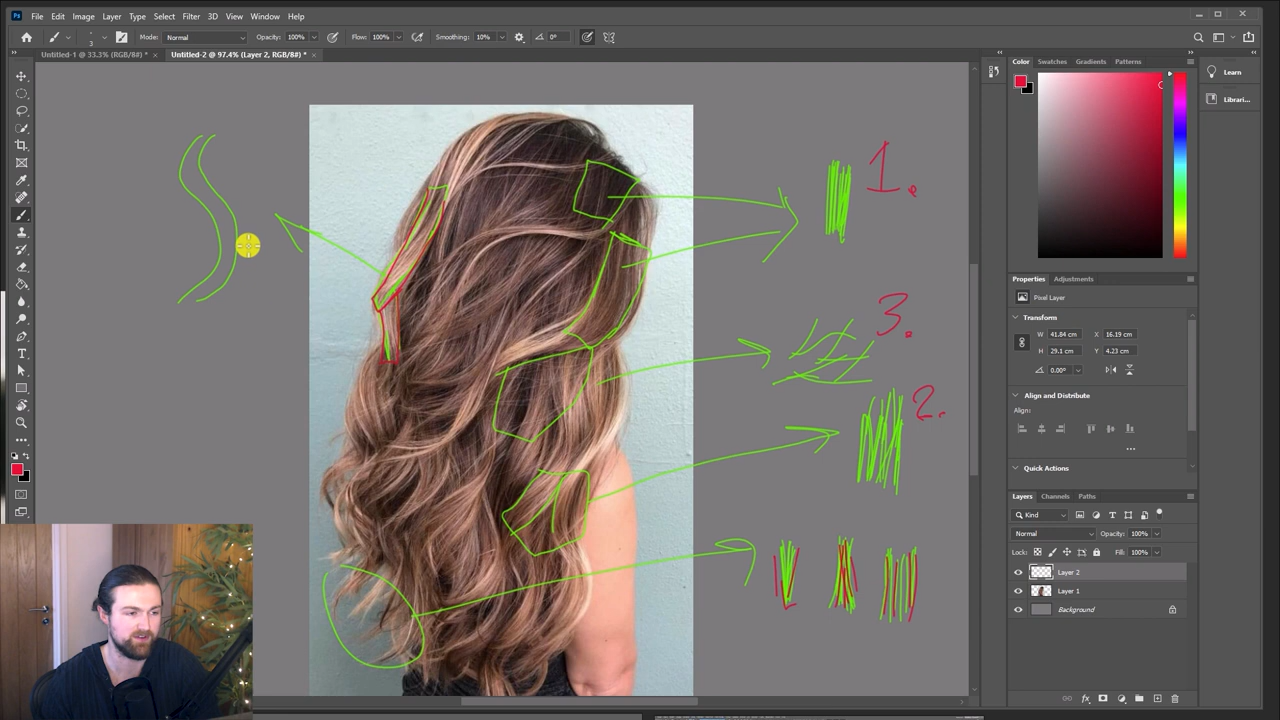 Ps File Edit Image Layer Type Select Filter 3D View Window Help
3 Mode: Normal Opacity: 100% Flow: 100% Smoothing: 10% 0°
Untitled-1 @ 33.3% (RGB/8#) * × Untitled-2 @ 97.4% (Layer 2, RGB/8#) * ×
Color Swatches Gradients Patterns
Learn
Librari...
1.
3.
2.
Properties Adjustments
Pixel Layer
Transform
W 41.84 cm X 16.19 cm
H 29.1 cm Y 4.23 cm
0.00°
Align and Distribute
Align:
Quick Actions
Layers Channels Paths
Kind
Normal Opacity: 100%
Lock: Fill: 100%
Layer 2
Layer 1
Background